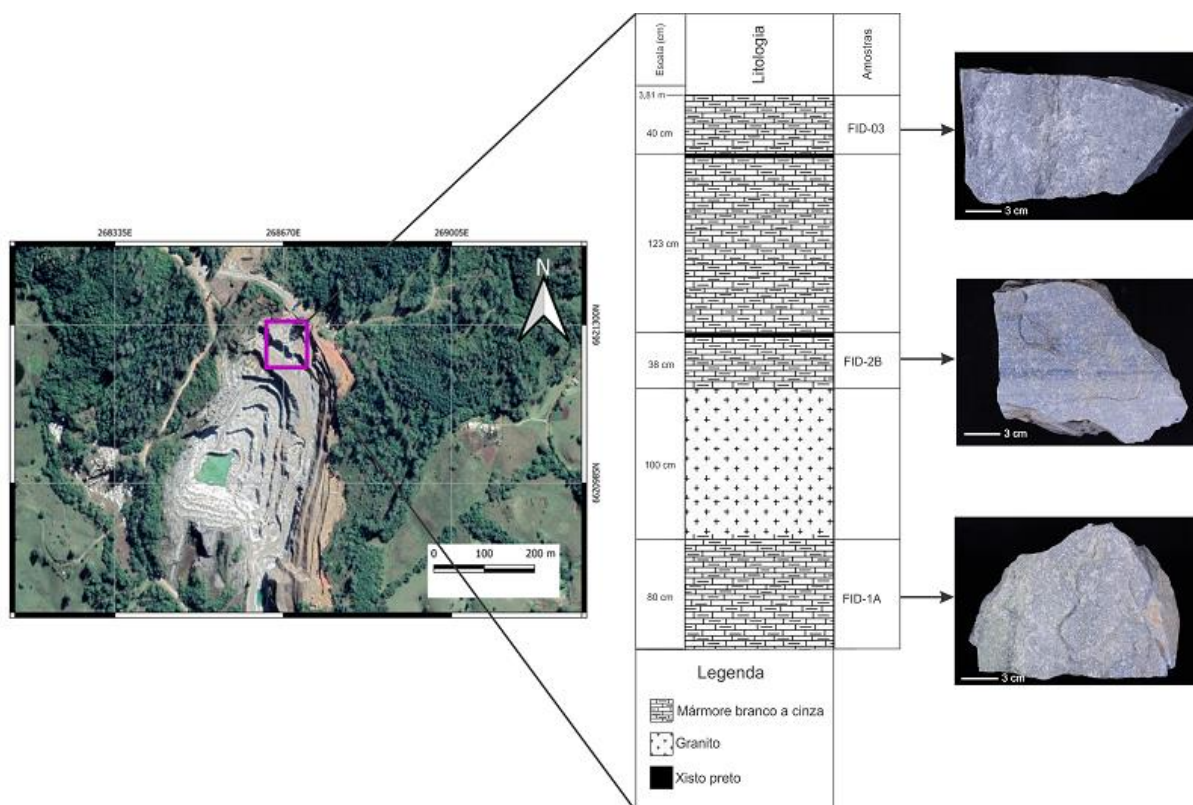 268335E
268670E
269005E
N
6621300N
6620985N
0 100 200 m
Escala (cm)
Litologia
Amostras
3,81 m
40 cm
FID-03
123 cm
38 cm
FID-2B
100 cm
80 cm
FID-1A
Legenda
Mármore branco a cinza
Granito
Xisto preto
3 cm
3 cm
3 cm